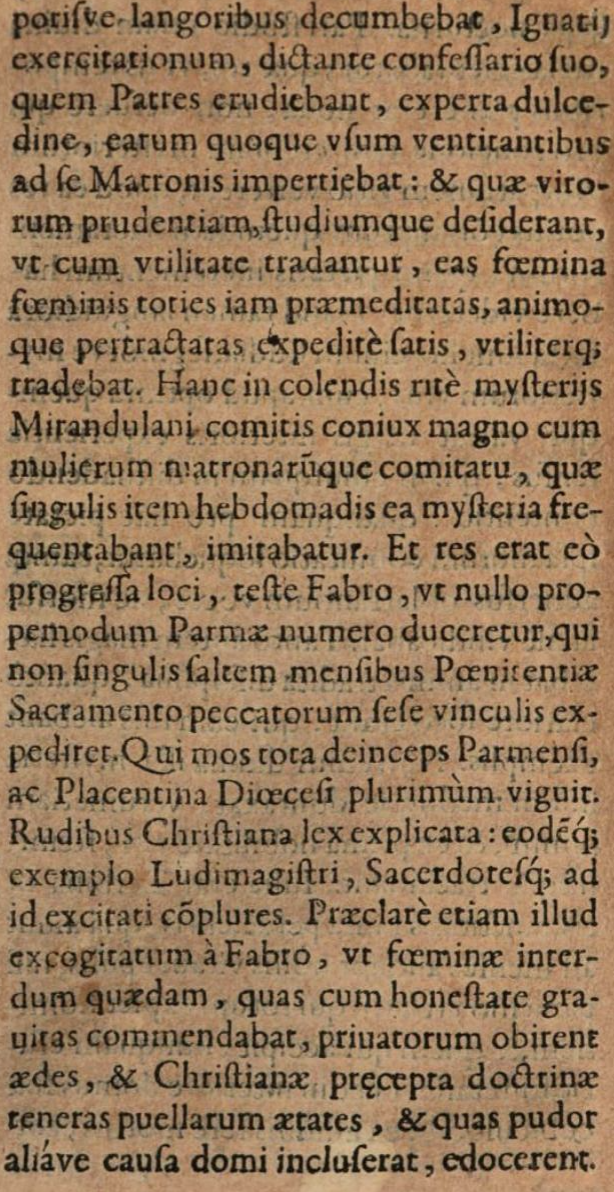 porisve langoribus decumbebat, Ignatij
exercitationum, dictante confessario suo,
quem Patres erudiebant, experta dulce-
dine, earum quoque vsum ventitantibus
ad se Matronis impertiebat: & quæ viro-
rum prudentiam, studiumque desiderant,
vt cum vtilitate tradantur, eas fœmina
fœminis toties iam præmeditatas, animo-
que pertractatas expeditè satis, vtiliterq;
tradebat. Hanc in colendis ritè mysterijs
Mirandulani comitis coniux magno cum
mulierum matronarũque comitatu, quæ
singulis item hebdomadis ea mysteria fre-
quentabant, imitabatur. Et res erat eò
progressa loci, teste Fabro, vt nullo pro-
pemodum Parmæ numero duceretur, qui
non singulis saltem mensibus Pœnitentiæ
Sacramento peccatorum sese vinculis ex-
pediret. Qui mos tota deinceps Parmensi,
ac Placentina Diœcesi plurimùm viguit.
Rudibus Christiana lex explicata: eodẽq́;
exemplo Ludimagistri, Sacerdotesq́; ad
id excitati cõplures. Præclarè etiam illud
excogitatum à Fabro, vt fœminæ inter-
dum quædam, quas cum honestate gra-
uitas commendabat, priuatorum obirent
ædes, & Christianæ pręcepta doctrinæ
teneras puellarum ætates, & quas pudor
aliáve causa domi incluserat, edocerent.